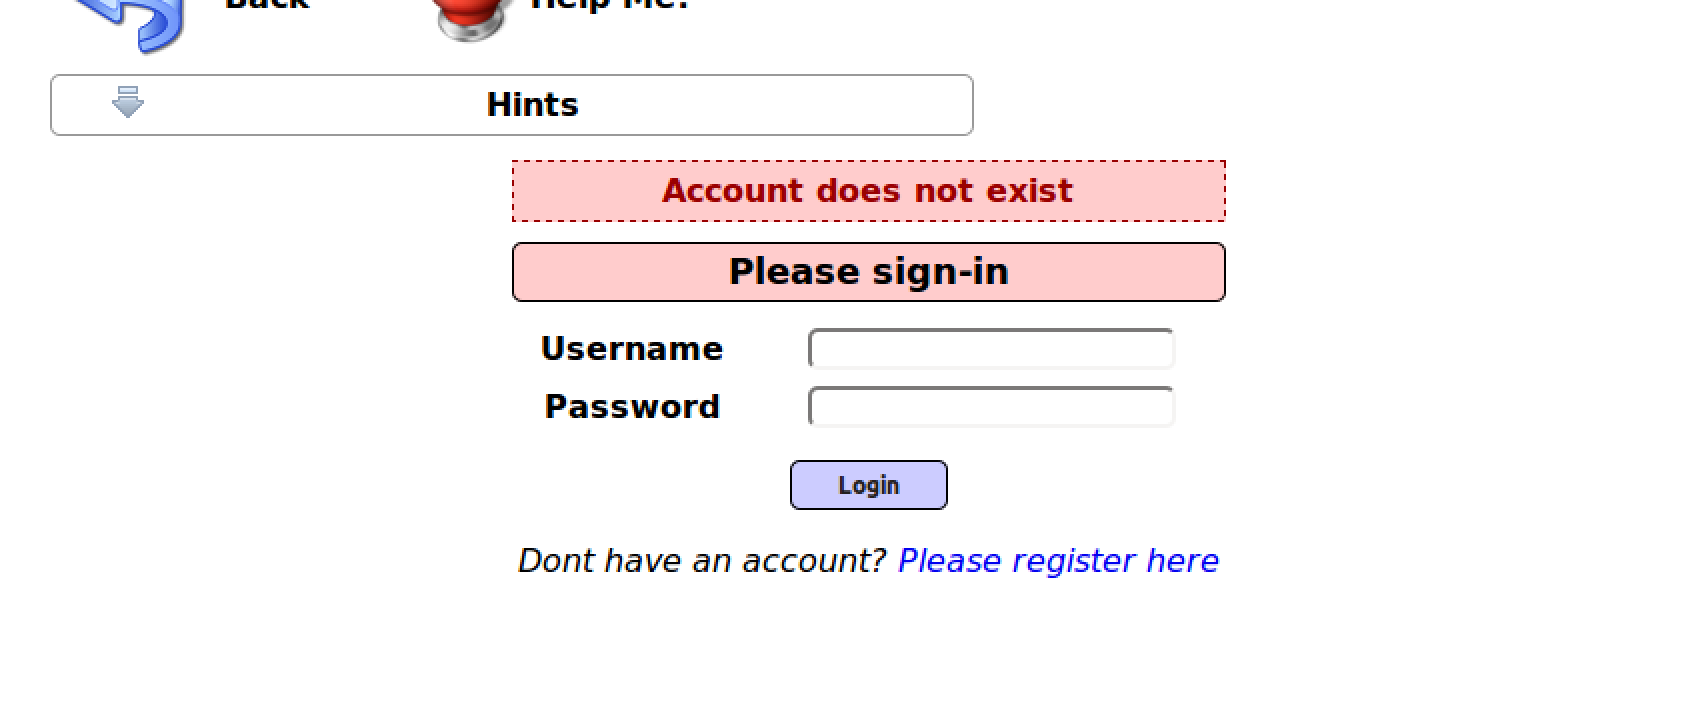 Back Help Me!
Hints
Account does not exist
Please sign-in
Username
Password
Login
Dont have an account? Please register here